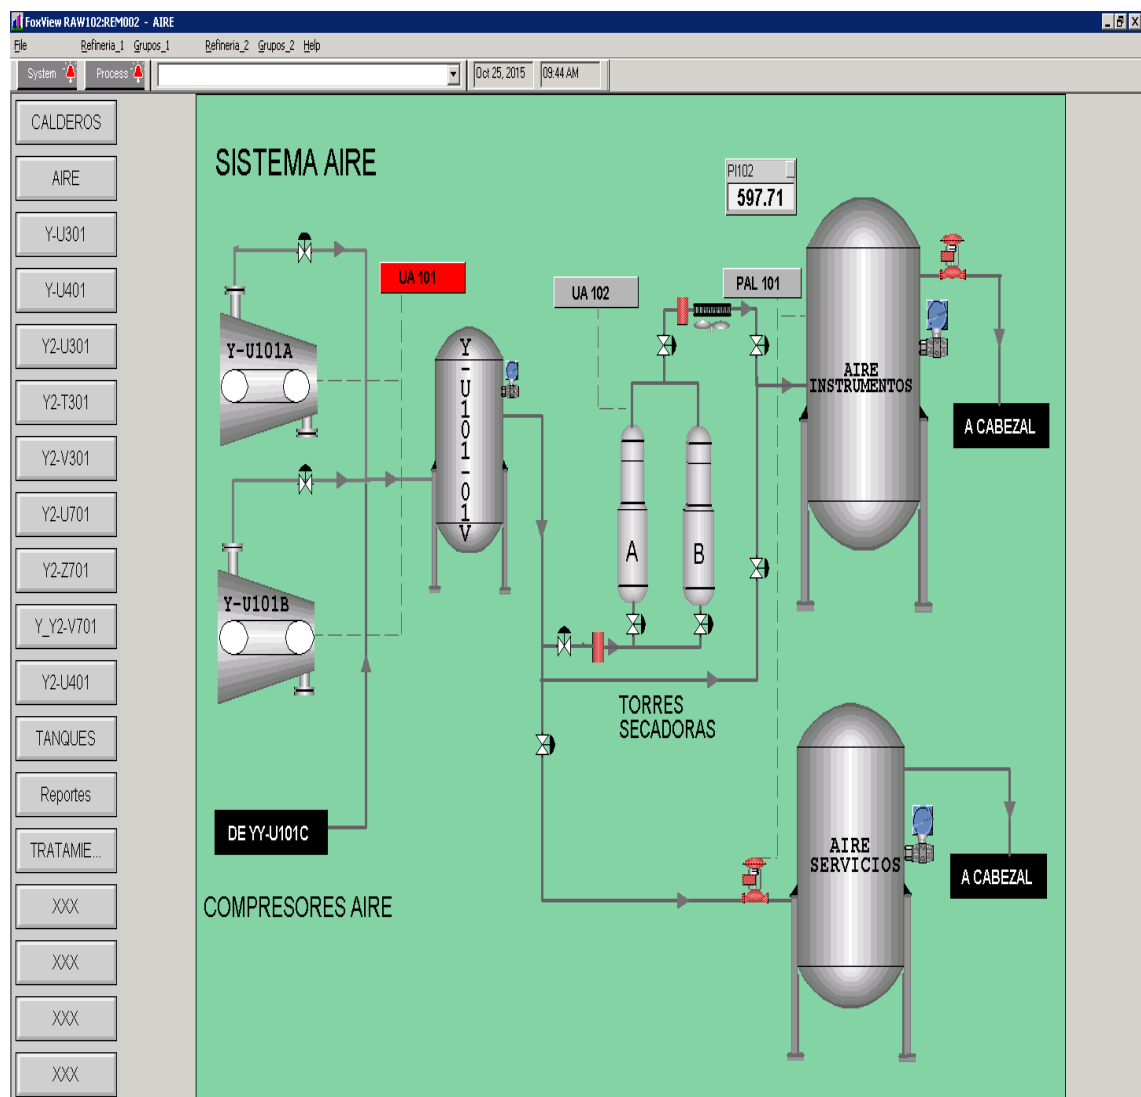 FoxView RAW102:REM002 - AIRE
File Refineria_1 Grupos_1 Refineria_2 Grupos_2 Help
System Process Oct 25, 2015 09:44 AM
CALDEROS
AIRE
Y-U301
Y-U401
Y2-U301
Y2-T301
Y2-V301
Y2-U701
Y2-Z701
Y_Y2-V701
Y2-U401
TANQUES
Reportes
TRATAMIE...
XXX
XXX
XXX
XXX
SISTEMA AIRE
PI102
597.71
UA 101
UA 102
PAL 101
Y-U101A
Y-U101-01V
AIRE
INSTRUMENTOS
A CABEZAL
A
B
Y-U101B
TORRES
SECADORAS
DE YY-U101C
AIRE
SERVICIOS
A CABEZAL
COMPRESORES AIRE